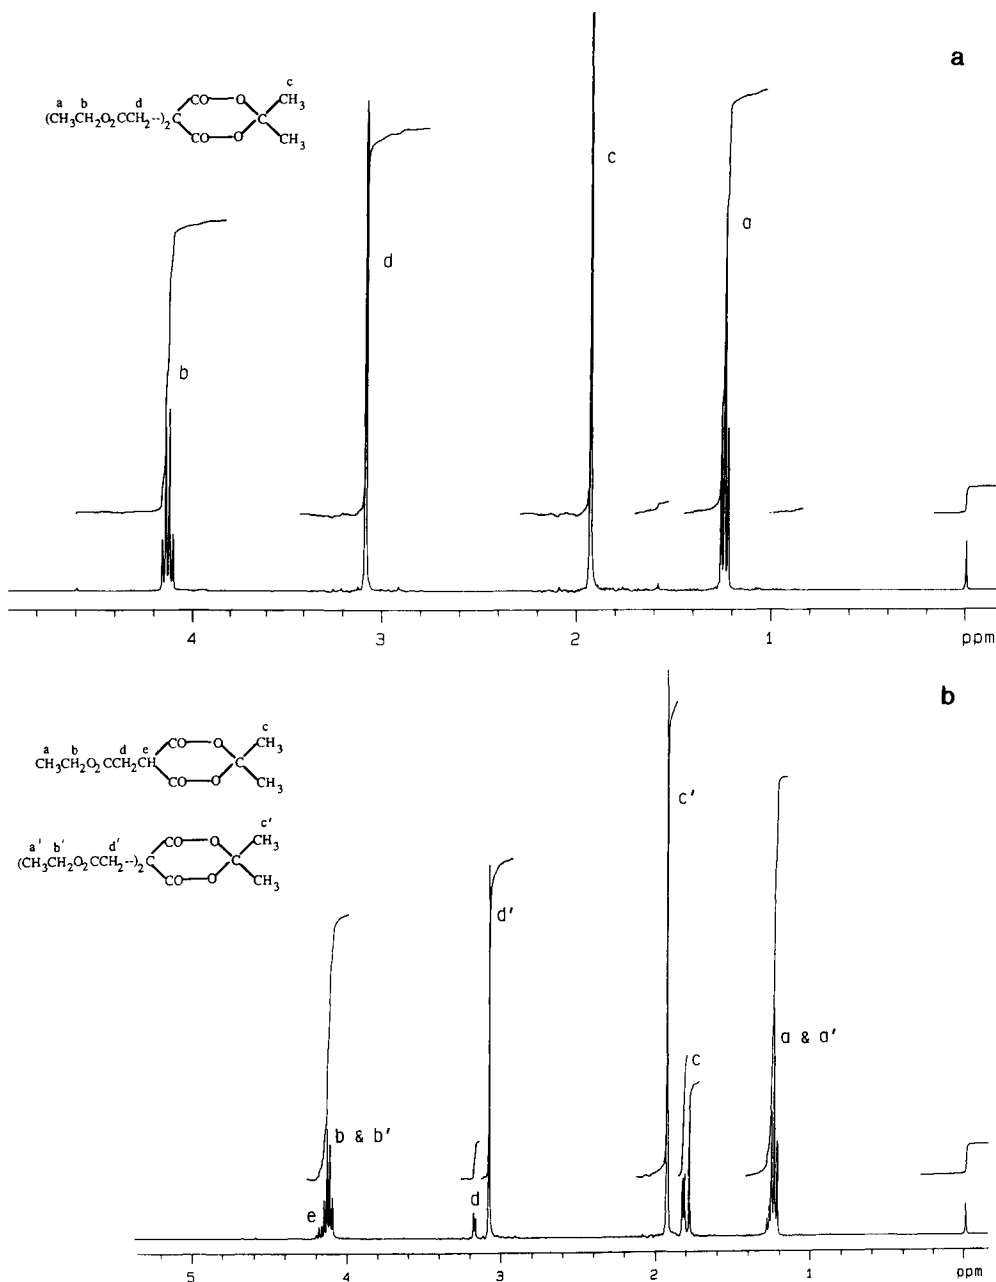 a
c
a b d CO O CH3
(CH3CH2O2CCH2--)2C C
CO O CH3
c
a
d
b
4 3 2 1 ppm
b
c
a b d e CO O CH3
CH3CH2O2CCH2CH C
CO O CH3
c'
a' b' d' CO O CH3
(CH3CH2O2CCH2--)2C C
CO O CH3
c'
d'
a & a'
c
b & b'
d
e
5 4 3 2 1 ppm